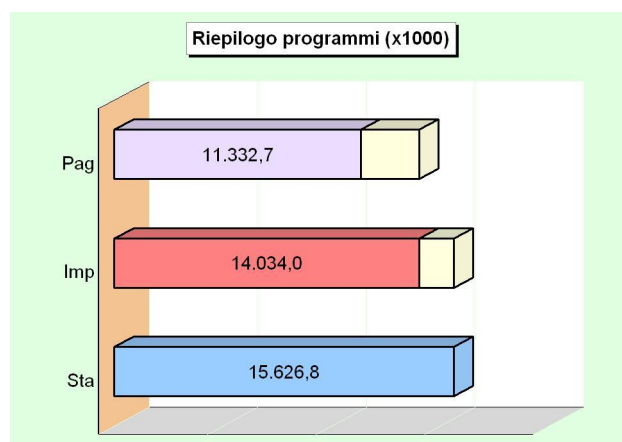 Riepilogo programmi (x1000)
Pag
11.332,7
Imp
14.034,0
Sta
15.626,8